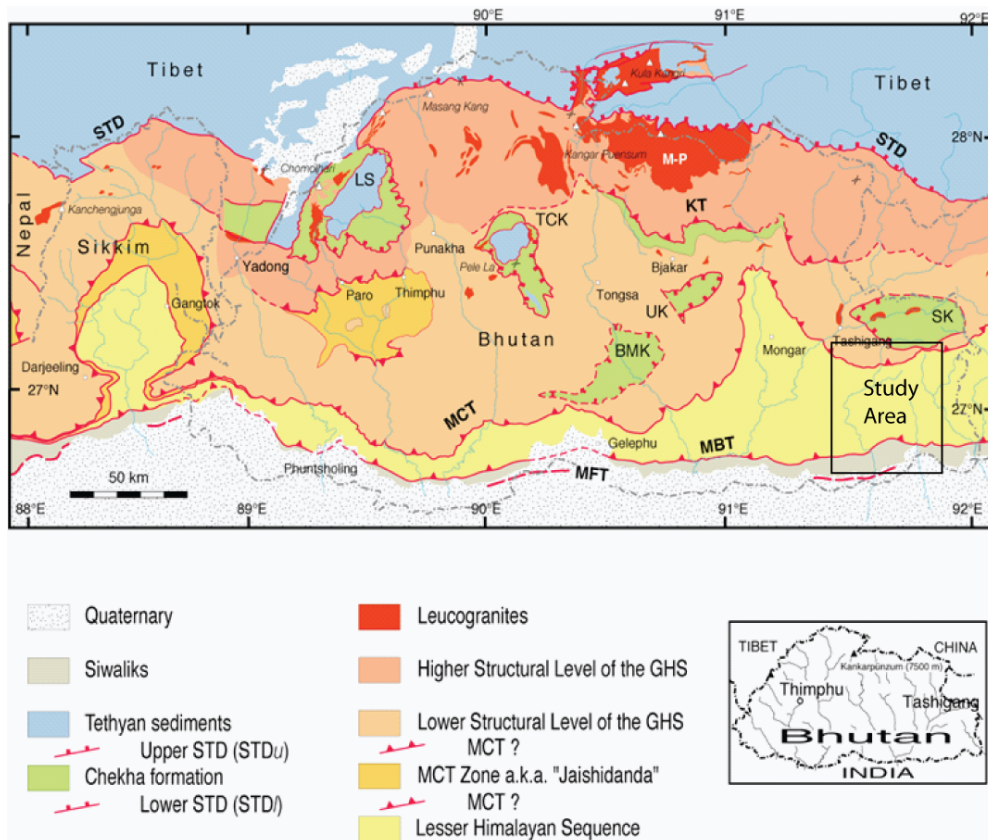 90°E
91°E
92°E
Tibet
Kula Kangri
Tibet
Masang Kang
STD
STD
28°N
Kangar Puensum
M-P
Chomolhari
LS
Nepal
Kanchengjunga
KT
TCK
Sikkim
Punakha
Yadong
Pele La
Bjakar
Paro
Thimphu
Tongsa
Gangtok
UK
SK
Bhutan
Tashigang
Mongar
BMK
Darjeeling
Study
Area
27°N
27°N
MCT
Gelephu
MBT
Phuntsholing
MFT
50 km
88°E
89°E
90°E
91°E
92°E
Quaternary
Siwaliks
Tethyan sediments
Upper STD (STDu)
Chekha formation
Lower STD (STDl)
Leucogranites
Higher Structural Level of the GHS
Lower Structural Level of the GHS
MCT ?
MCT Zone a.k.a. "Jaishidanda"
MCT ?
Lesser Himalayan Sequence
TIBET
CHINA
Kankarpünzum (7500 m)
Thimphu
Tashigang
Bhutan
INDIA